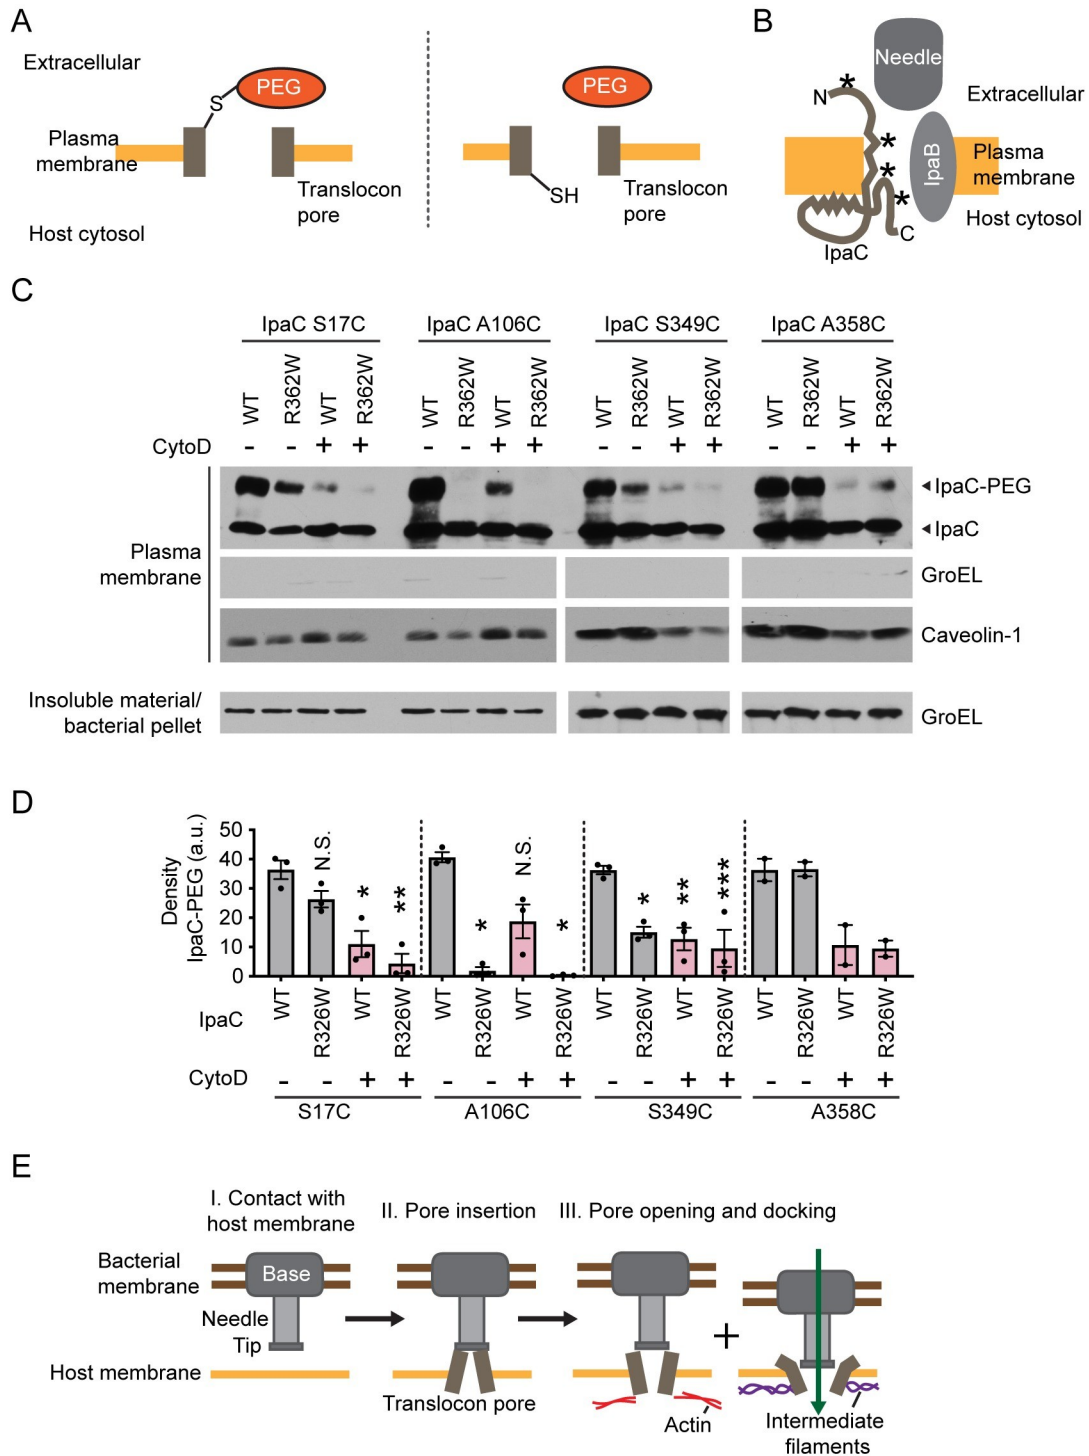 A
Extracellular
PEG
S
Plasma
membrane
Translocon
pore
Host cytosol
PEG
SH
Translocon
pore
B
Needle
N
*
Extracellular
*
*
*
IpaB
Plasma
membrane
Host cytosol
C
IpaC
C
IpaC S17C
IpaC A106C
IpaC S349C
IpaC A358C
WT R362W WT R362W WT R362W WT R362W WT R362W WT R362W WT R362W WT R362W
CytoD - - + + - - + + - - + + - - + +
Plasma
membrane
IpaC-PEG
IpaC
GroEL
Caveolin-1
Insoluble material/
bacterial pellet
GroEL
D
Density
IpaC-PEG (a.u.)
50
40
30
20
10
0
N.S. * ** * N.S. * * ** ***
IpaC WT R326W WT R326W WT R326W WT R326W WT R326W WT R326W WT R326W WT R326W
CytoD - - + + - - + + - - + + - - + +
S17C A106C S349C A358C
E
I. Contact with
host membrane
II. Pore insertion
III. Pore opening and docking
Bacterial
membrane
Base
Needle
Tip
+
Host membrane
Translocon pore
Actin
Intermediate
filaments